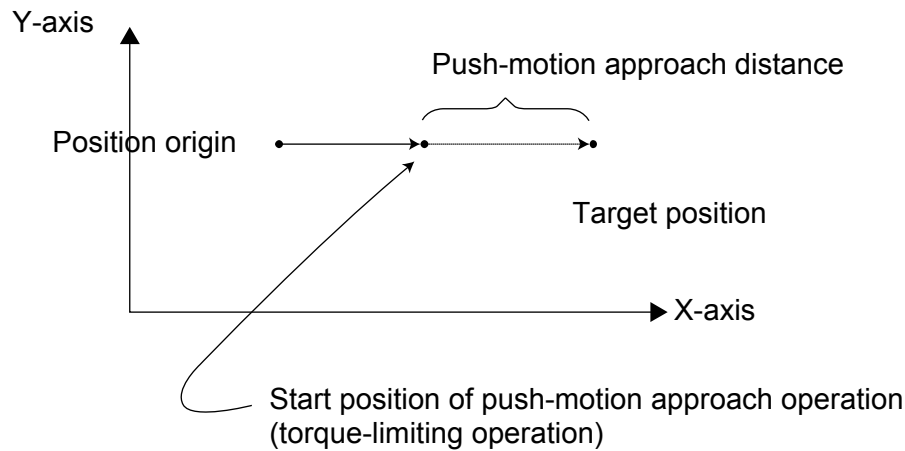 Y-axis
Push-motion approach distance
Position origin
Target position
X-axis
Start position of push-motion approach operation
(torque-limiting operation)